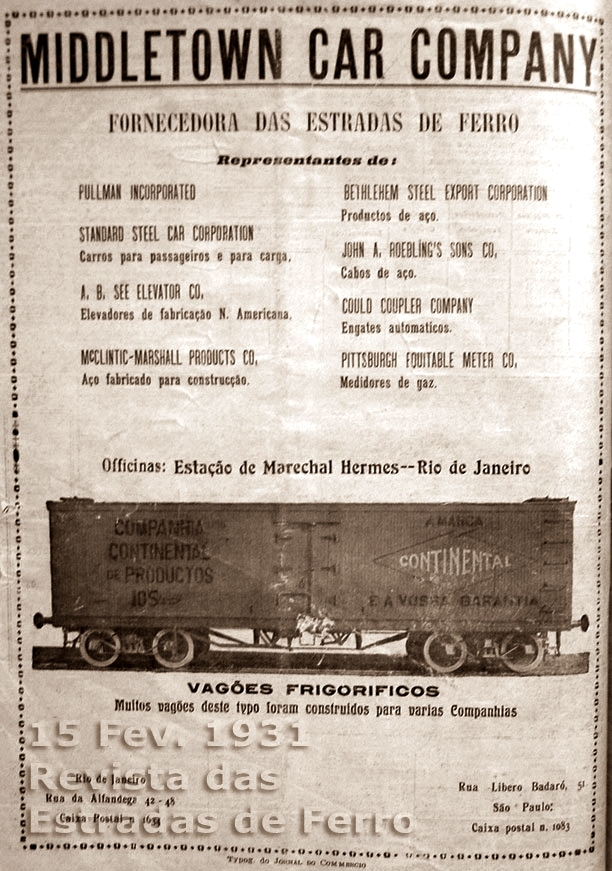 MIDDLETOWN CAR COMPANY
FORNECEDORA DAS ESTRADAS DE FERRO
Representantes de:
PULLMAN INCORPORATED
STANDARD STEEL CAR CORPORATION
Carros para passageiros e para carga.
A. B. SEE ELEVATOR CO.
Elevadores de fabricação N. Americana.
McCLINTIC-MARSHALL PRODUCTS CO,
Aço fabricado para construcção.
BETHLEHEM STEEL EXPORT CORPORATION
Productos de aço.
JOHN A. ROEBLING'S SONS CO,
Cabos de aço.
COULD COUPLER COMPANY
Engates automaticos.
PITTSBURGH EQUITABLE METER CO,
Medidores de gaz.
Officinas: Estação de Marechal Hermes--Rio de Janeiro
COMPANHIA
CONTINENTAL
DE PRODUCTOS
105
A MARCA
CONTINENTAL
E A VOSSA GARANTIA
VAGÕES FRIGORIFICOS
Muitos vagões deste typo foram construidos para varias Companhias
15 Fev. 1931
Revista das
Estradas de Ferro
Rio de Janeiro
Rua da Alfandega 42-48
Caixa Postal n.
Rua Libero Badaró, 51
São Paulo:
Caixa postal n. 1083
Typog. do Jornal do Commercio